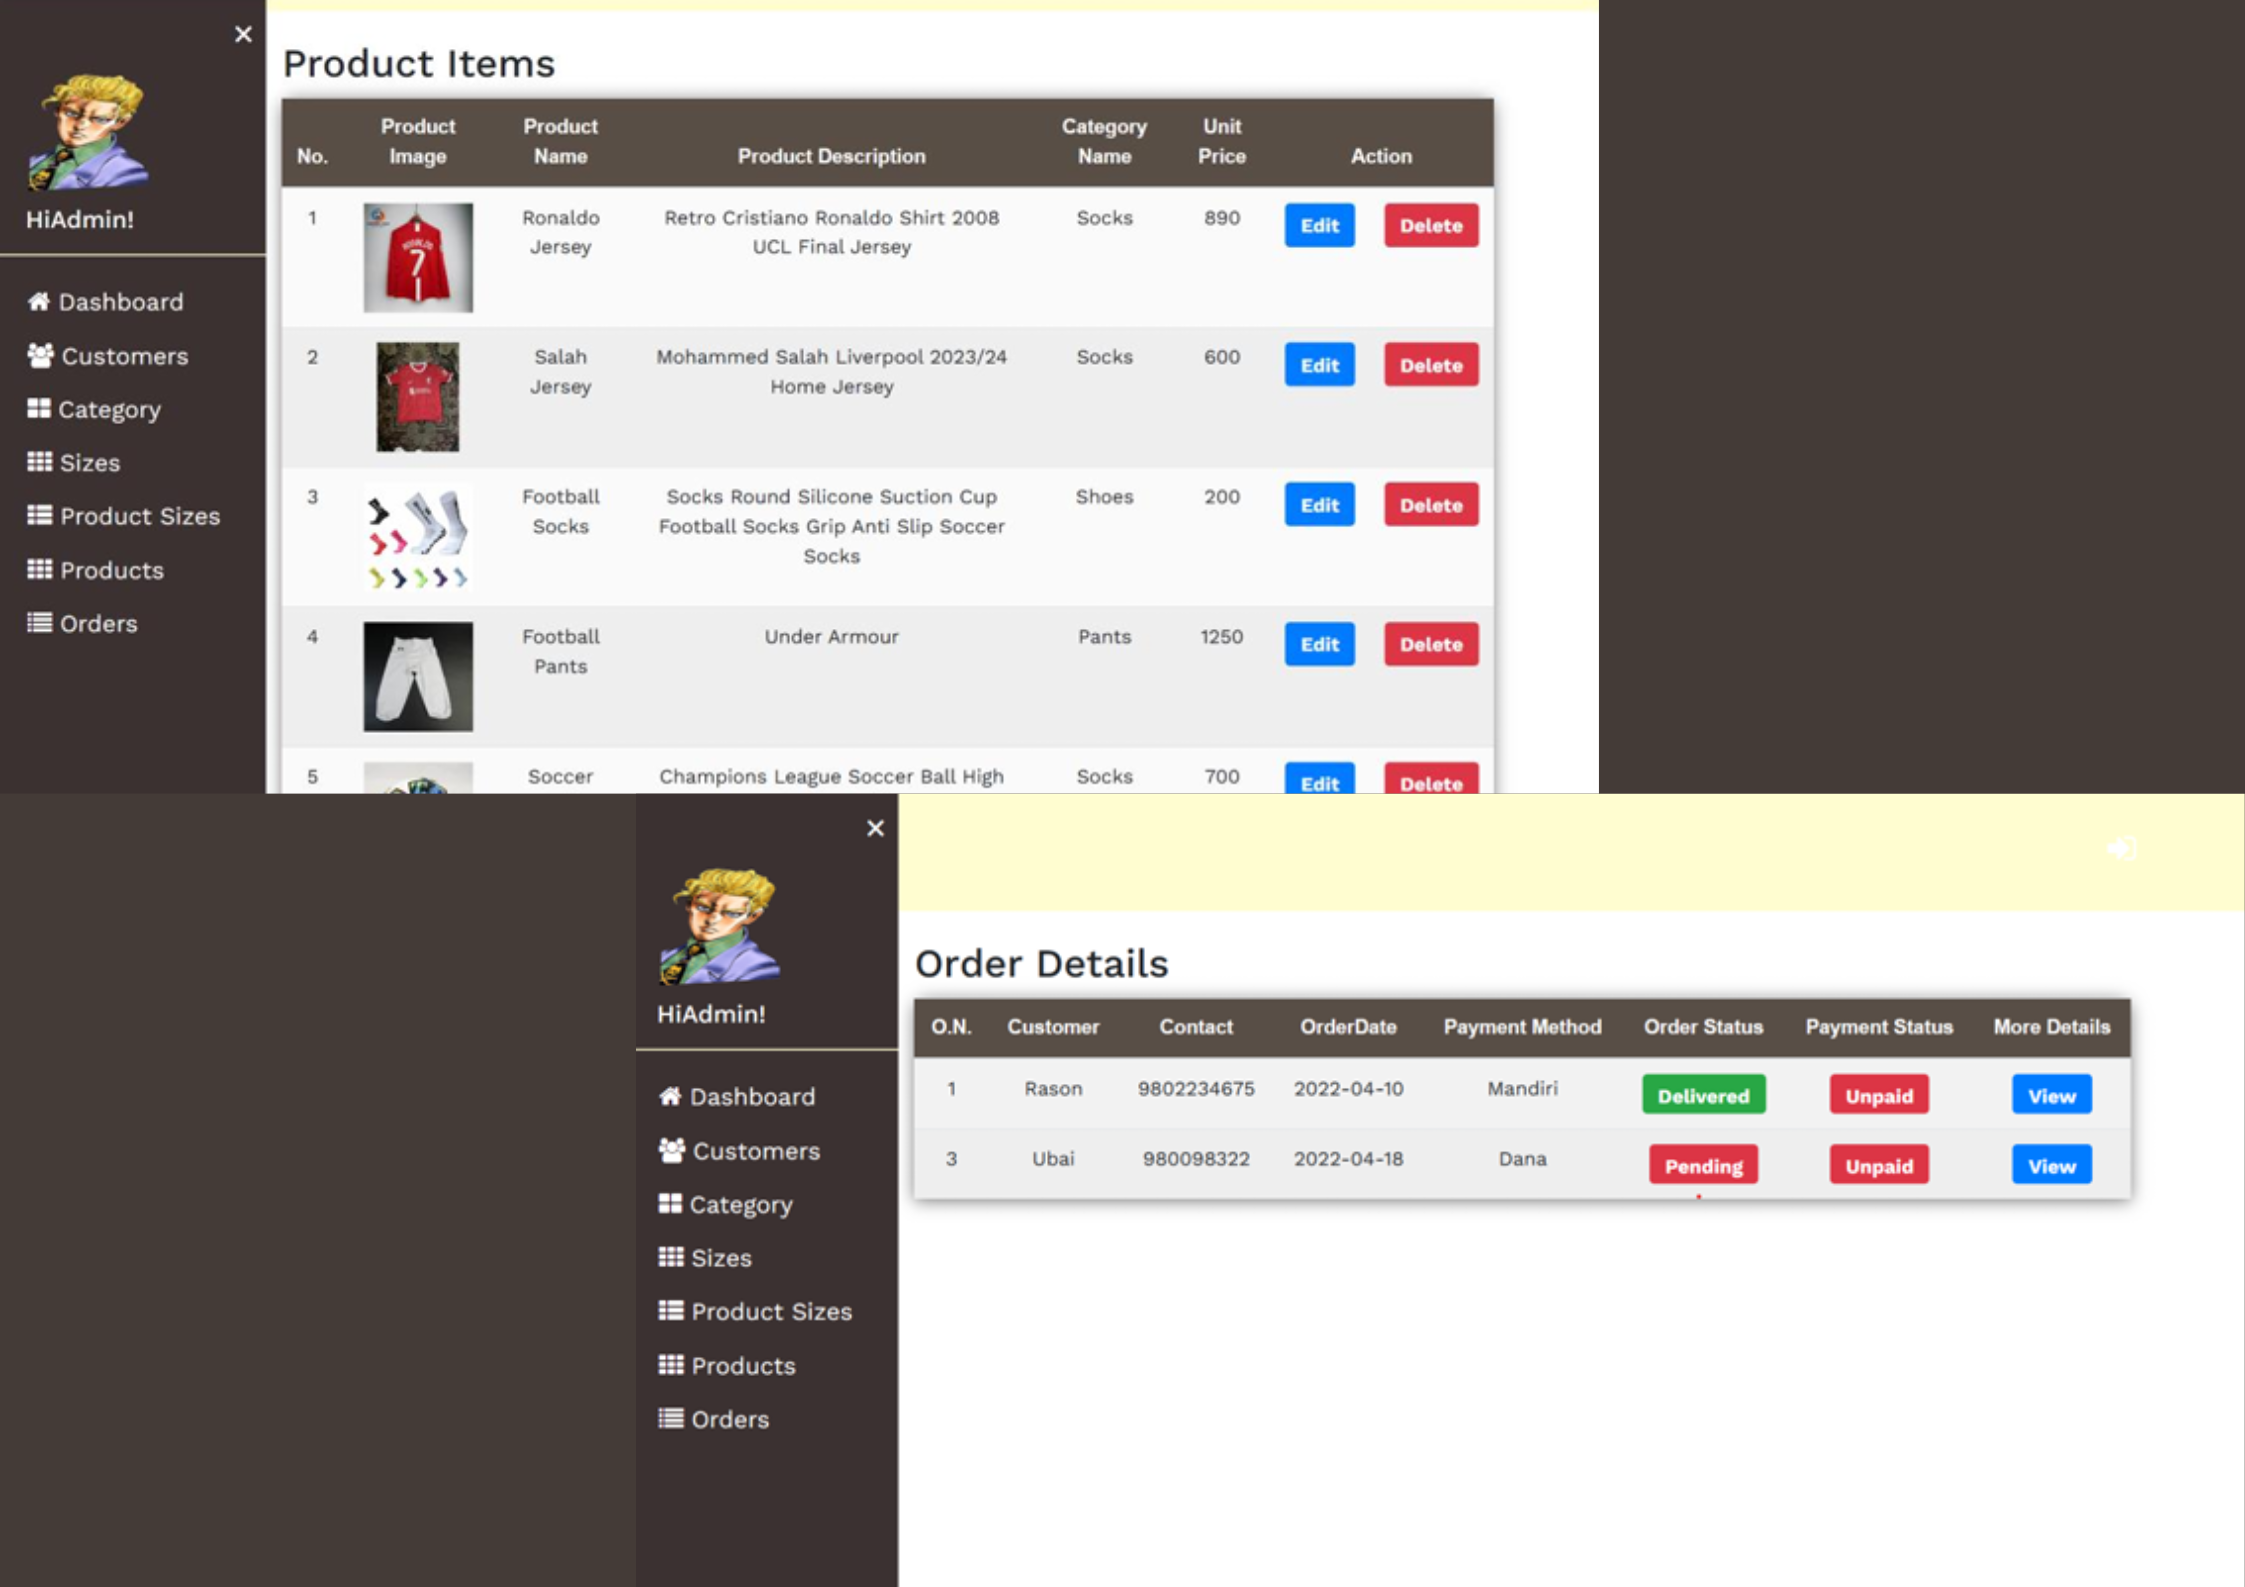 ×
HiAdmin!
Dashboard
Customers
Category
Sizes
Product Sizes
Products
Orders
Product Items
No. Product Image Product Name Product Description Category Name Unit Price Action
1 Ronaldo Jersey Retro Cristiano Ronaldo Shirt 2008 UCL Final Jersey Socks 890 Edit Delete
RONALDO
7
2 Salah Jersey Mohammed Salah Liverpool 2023/24 Home Jersey Socks 600 Edit Delete
3 Football Socks Socks Round Silicone Suction Cup Football Socks Grip Anti Slip Soccer Socks Shoes 200 Edit Delete
4 Football Pants Under Armour Pants 1250 Edit Delete
5 Soccer Champions League Soccer Ball High Socks 700 Edit Delete
×
HiAdmin!
Dashboard
Customers
Category
Sizes
Product Sizes
Products
Orders
Order Details
O.N. Customer Contact OrderDate Payment Method Order Status Payment Status More Details
1 Rason 9802234675 2022-04-10 Mandiri Delivered Unpaid View
3 Ubai 980098322 2022-04-18 Dana Pending Unpaid View